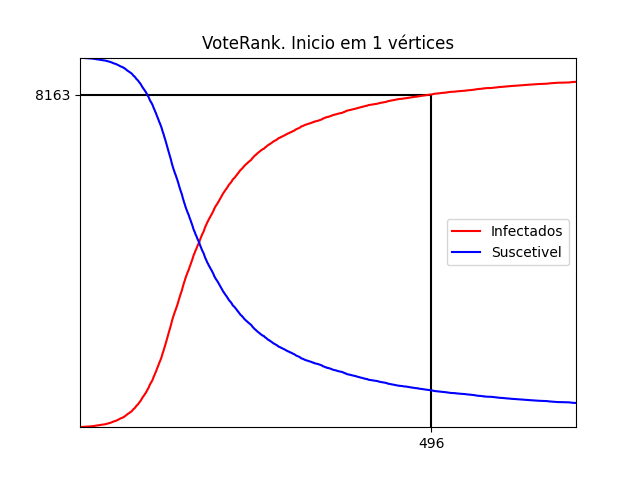 VoteRank. Inicio em 1 vértices
8163
Infectados
Suscetivel
496